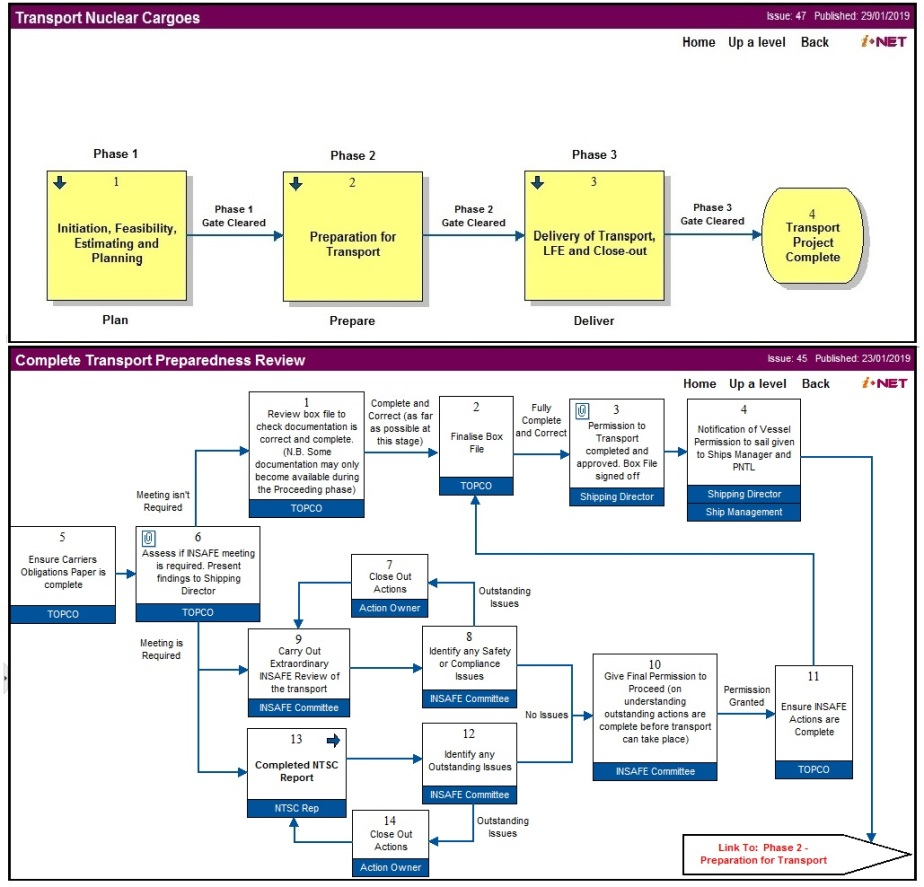 Transport Nuclear Cargoes
Issue: 47 Published: 29/01/2019
Home Up a level Back i•NET
Phase 1
1
Initiation, Feasibility,
Estimating and
Planning
Plan
Phase 1
Gate Cleared
Phase 2
2
Preparation for
Transport
Prepare
Phase 2
Gate Cleared
Phase 3
3
Delivery of Transport,
LFE and Close-out
Deliver
Phase 3
Gate Cleared
4
Transport
Project
Complete
Complete Transport Preparedness Review
Issue: 45 Published: 23/01/2019
Home Up a level Back i•NET
1
Review box file to
check documentation is
correct and complete.
(N.B. Some
documentation may only
become available during
the Proceeding phase)
TOPCO
Complete and
Correct (as far
as possible at
this stage)
2
Finalise Box
File
TOPCO
Fully
Complete
and Correct
3
Permission to
Transport
completed and
approved. Box File
signed off
Shipping Director
4
Notification of Vessel
Permission to sail given
to Ships Manager and
PNTL
Shipping Director
Ship Management
Meeting isn't
Required
5
Ensure Carriers
Obligations Paper is
complete
TOPCO
6
Assess if INSAFE meeting
is required. Present
findings to Shipping
Director
TOPCO
7
Close Out
Actions
Action Owner
Outstanding
Issues
Meeting is
Required
9
Carry Out
Extraordinary
INSAFE Review of
the transport
INSAFE Committee
8
Identify any Safety
or Compliance
Issues
INSAFE Committee
No Issues
10
Give Final Permission to
Proceed (on
understanding
outstanding actions are
complete before transport
can take place)
INSAFE Committee
Permission
Granted
11
Ensure INSAFE
Actions are
Complete
TOPCO
13
Completed NTSC
Report
NTSC Rep
12
Identify any
Outstanding Issues
INSAFE Committee
14
Close Out
Actions
Action Owner
Outstanding
Issues
Link To: Phase 2 -
Preparation for Transport